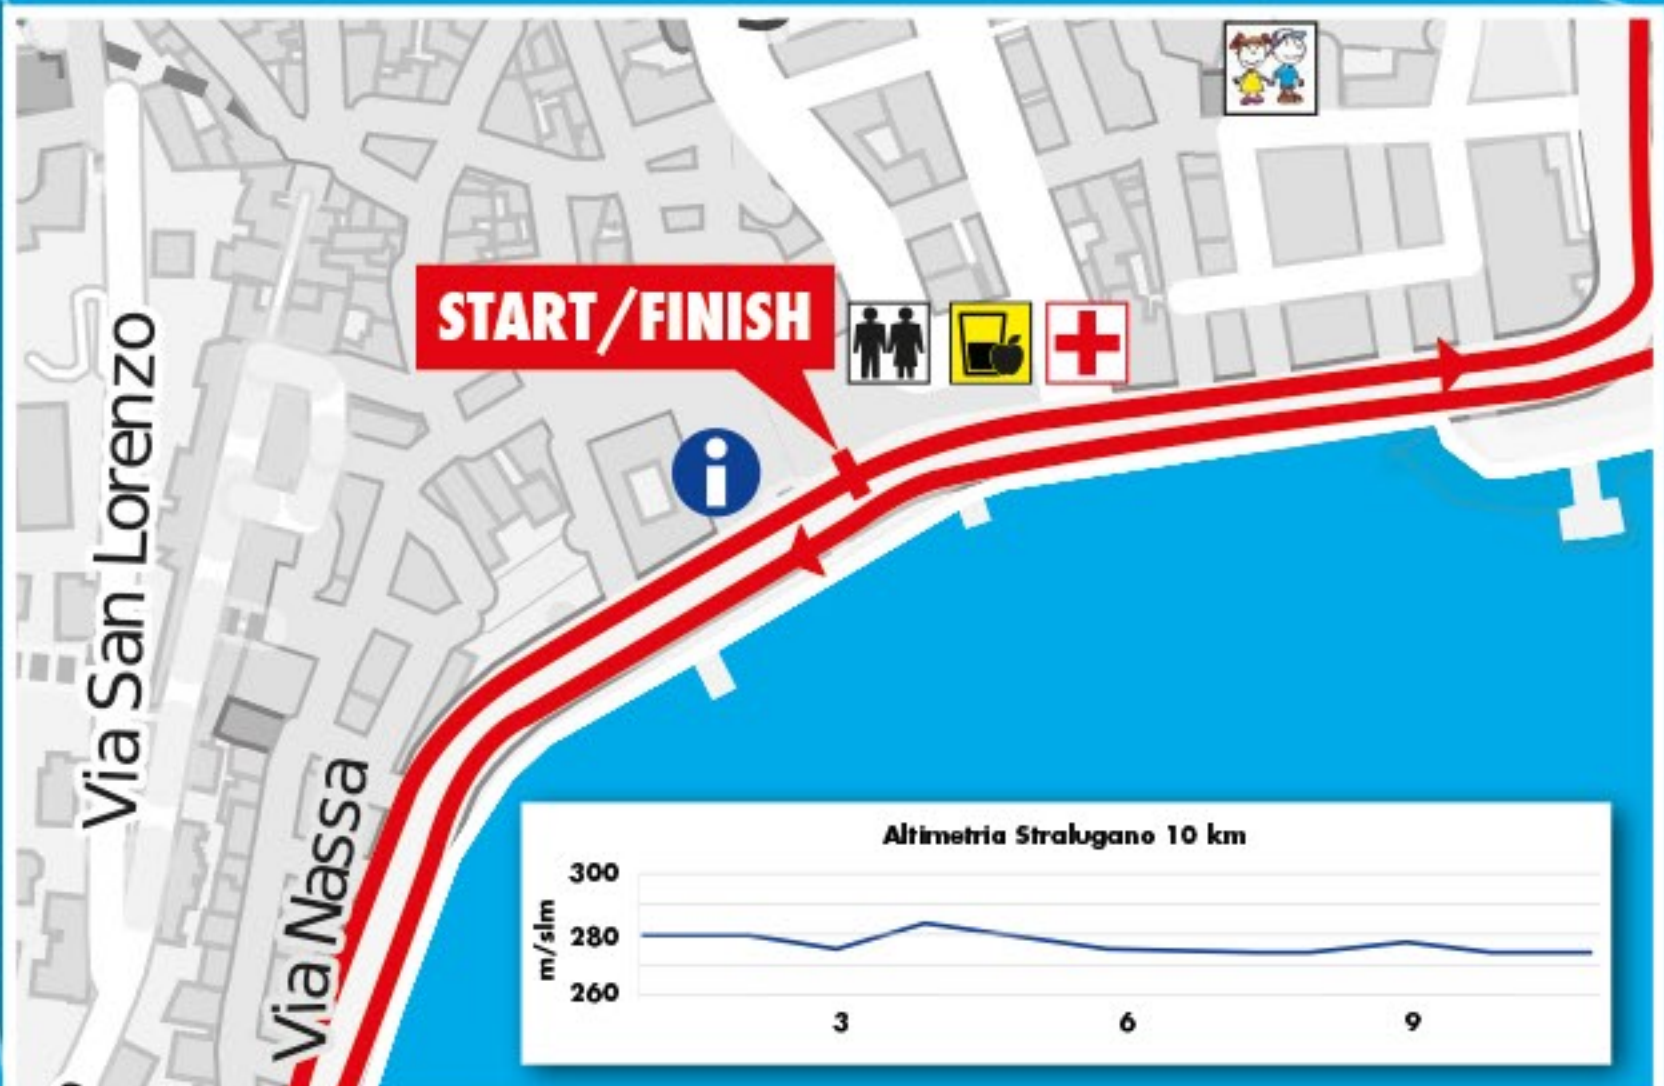 START/FINISH
i
Via San Lorenzo
Via Nassa
Altimetria Stralugano 10 km
300
280
260
m/slm
3
6
9